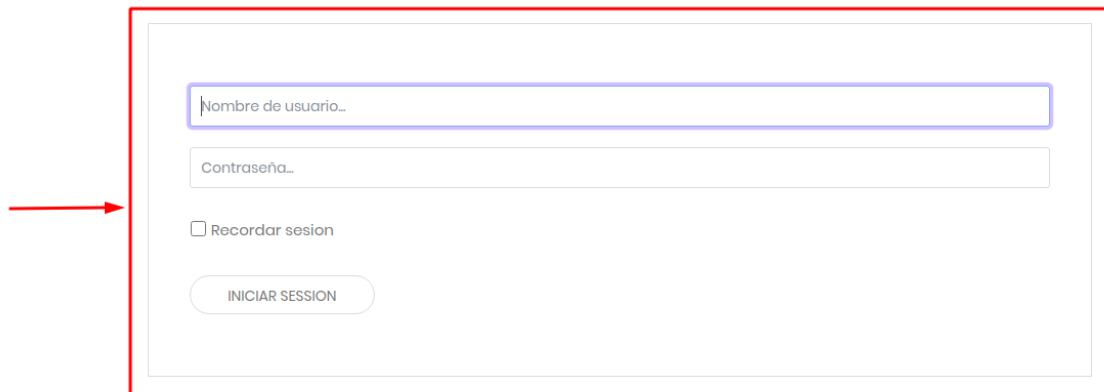 Nombre de usuario...
Contraseña...
Recordar sesion
INICIAR SESSION